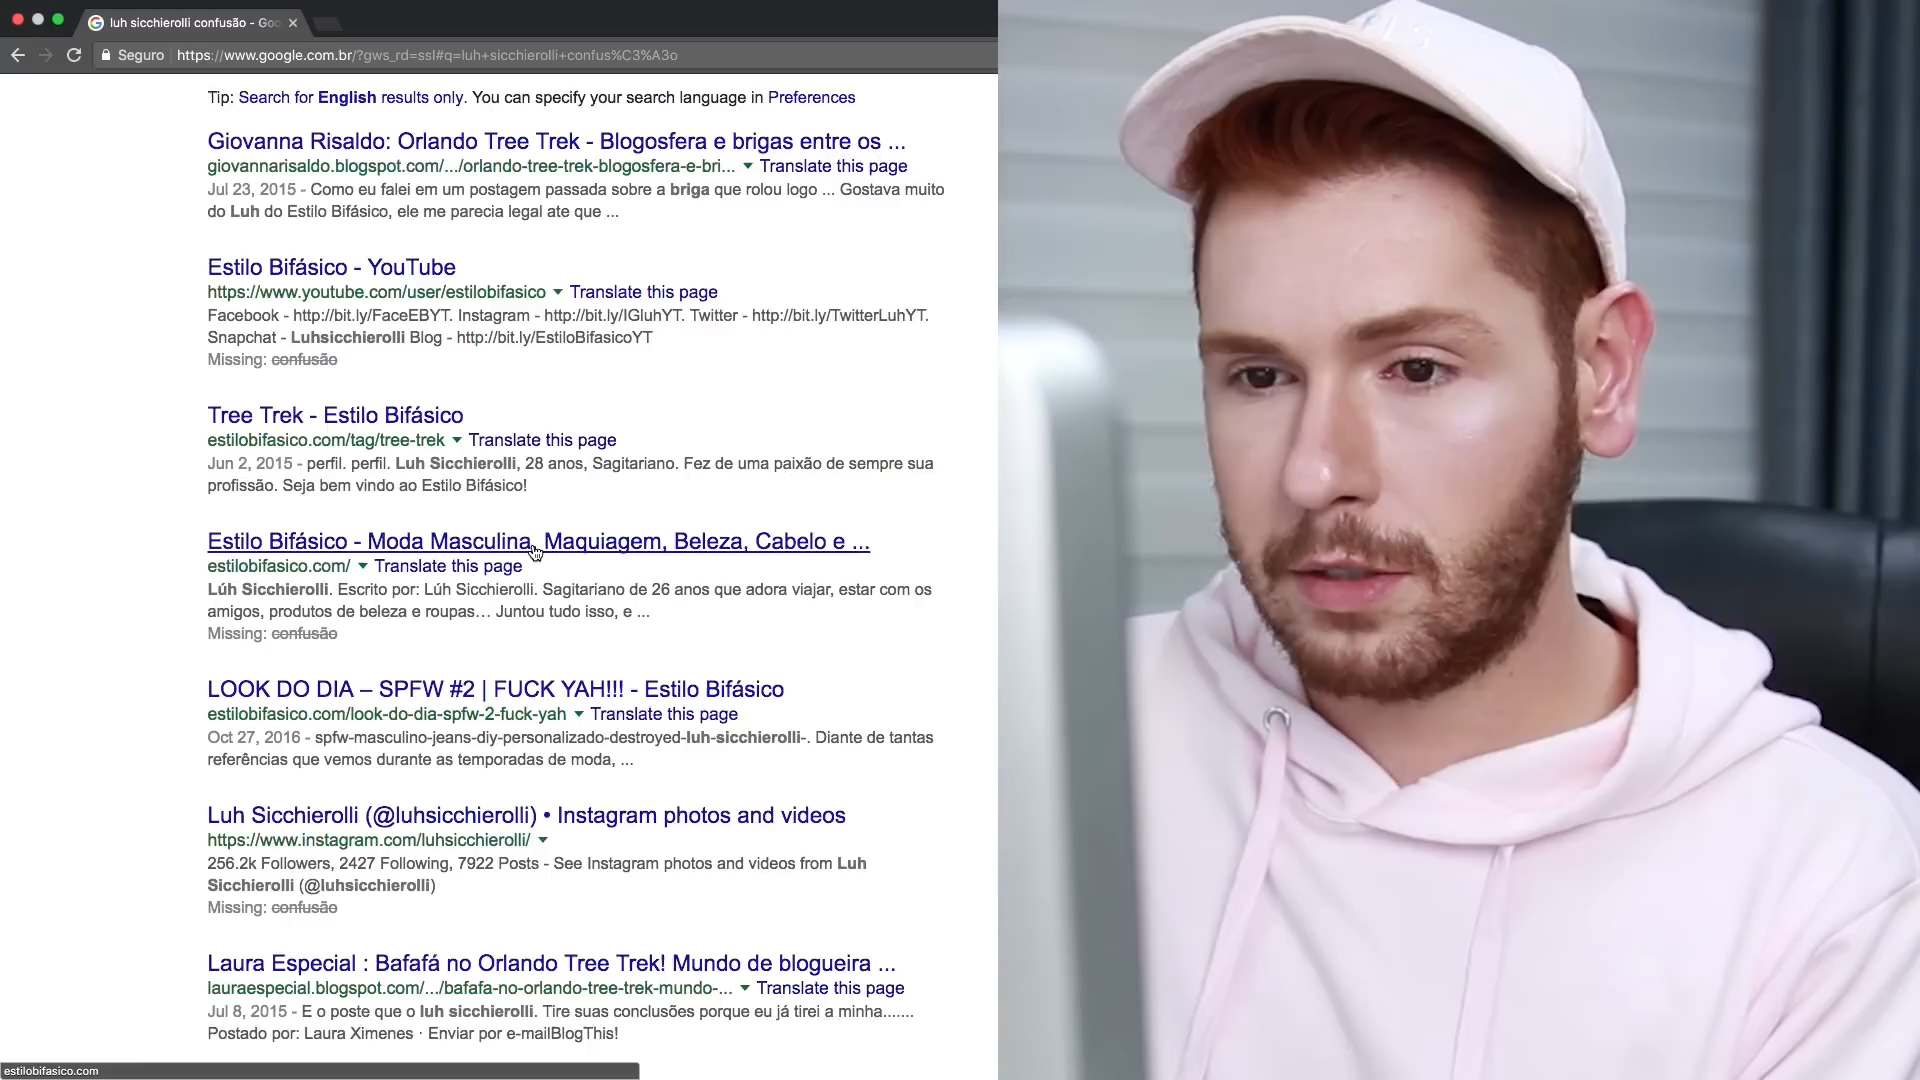 luh sicchierolli confusão - Goo
Seguro
https://www.google.com.br/?gws_rd=ssl#q=luh+sicchierolli+confus%C3%A3o
Tip: Search for English results only. You can specify your search language in Preferences
Giovanna Risaldo: Orlando Tree Trek - Blogosfera e brigas entre os ...
giovannarisaldo.blogspot.com/.../orlando-tree-trek-blogosfera-e-bri... Translate this page
Jul 23, 2015 - Como eu falei em um postagem passada sobre a briga que rolou logo ... Gostava muito
do Luh do Estilo Bifásico, ele me parecia legal ate que ...
Estilo Bifásico - YouTube
https://www.youtube.com/user/estilobifasico Translate this page
Facebook - http://bit.ly/FaceEBYT. Instagram - http://bit.ly/IGluhYT. Twitter - http://bit.ly/TwitterLuhYT.
Snapchat - Luhsicchierolli Blog - http://bit.ly/EstiloBifasicoYT
Missing: confusão
Tree Trek - Estilo Bifásico
estilobifasico.com/tag/tree-trek Translate this page
Jun 2, 2015 - perfil. perfil. Luh Sicchierolli, 28 anos, Sagitariano. Fez de uma paixão de sempre sua
profissão. Seja bem vindo ao Estilo Bifásico!
Estilo Bifásico - Moda Masculina, Maquiagem, Beleza, Cabelo e ...
estilobifasico.com/ Translate this page
Lúh Sicchierolli. Escrito por: Lúh Sicchierolli. Sagitariano de 26 anos que adora viajar, estar com os
amigos, produtos de beleza e roupas… Juntou tudo isso, e ...
Missing: confusão
LOOK DO DIA – SPFW #2 | FUCK YAH!!! - Estilo Bifásico
estilobifasico.com/look-do-dia-spfw-2-fuck-yah Translate this page
Oct 27, 2016 - spfw-masculino-jeans-diy-personalizado-destroyed-luh-sicchierolli-. Diante de tantas
referências que vemos durante as temporadas de moda, ...
Luh Sicchierolli (@luhsicchierolli) • Instagram photos and videos
https://www.instagram.com/luhsicchierolli/
256.2k Followers, 2427 Following, 7922 Posts - See Instagram photos and videos from Luh
Sicchierolli (@luhsicchierolli)
Missing: confusão
Laura Especial : Bafafá no Orlando Tree Trek! Mundo de blogueira ...
lauraespecial.blogspot.com/.../bafafa-no-orlando-tree-trek-mundo-... Translate this page
Jul 8, 2015 - E o poste que o luh sicchierolli. Tire suas conclusões porque eu já tirei a minha.......
Postado por: Laura Ximenes · Enviar por e-mailBlogThis!
estilobifasico.com